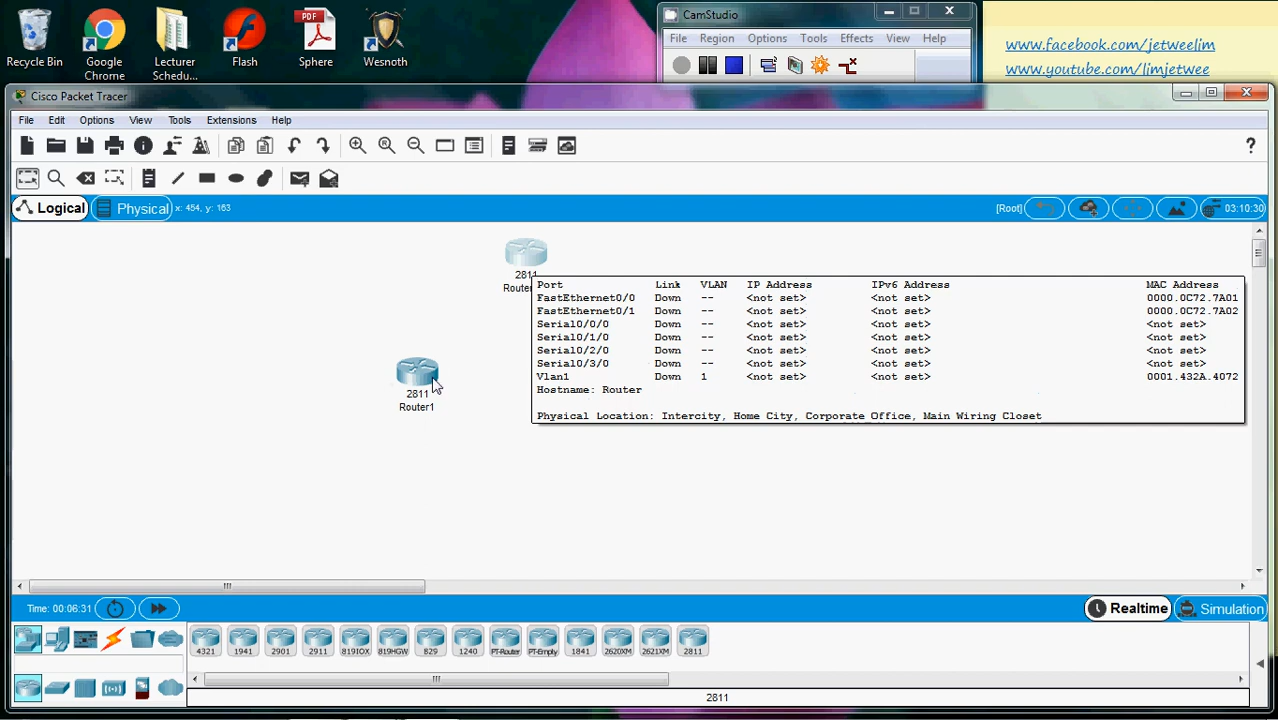 Recycle Bin
Google Chrome
Lecturer Schedu...
Flash
PDF
Sphere
Wesnoth
CamStudio
File Region Options Tools Effects View Help
www.facebook.com/jetweelim
www.youtube.com/limjetwee
Cisco Packet Tracer
File Edit Options View Tools Extensions Help
?
Logical Physical x: 454, y: 163 [Root] 03:10:30
2811
Router
Port Link VLAN IP Address IPv6 Address MAC Address
FastEthernet0/0 Down -- <not set> <not set> 0000.0C72.7A01
FastEthernet0/1 Down -- <not set> <not set> 0000.0C72.7A02
Serial0/0/0 Down -- <not set> <not set> <not set>
Serial0/1/0 Down -- <not set> <not set> <not set>
Serial0/2/0 Down -- <not set> <not set> <not set>
Serial0/3/0 Down -- <not set> <not set> <not set>
Vlan1 Down 1 <not set> <not set> 0001.432A.4072
Hostname: Router
Physical Location: Intercity, Home City, Corporate Office, Main Wiring Closet
2811
Router1
Time: 00:06:31 Realtime Simulation
4321 1941 2901 2911 819IOX 819HGW 829 1240 PT-Router PT-Empty 1841 2620XM 2621XM 2811
2811